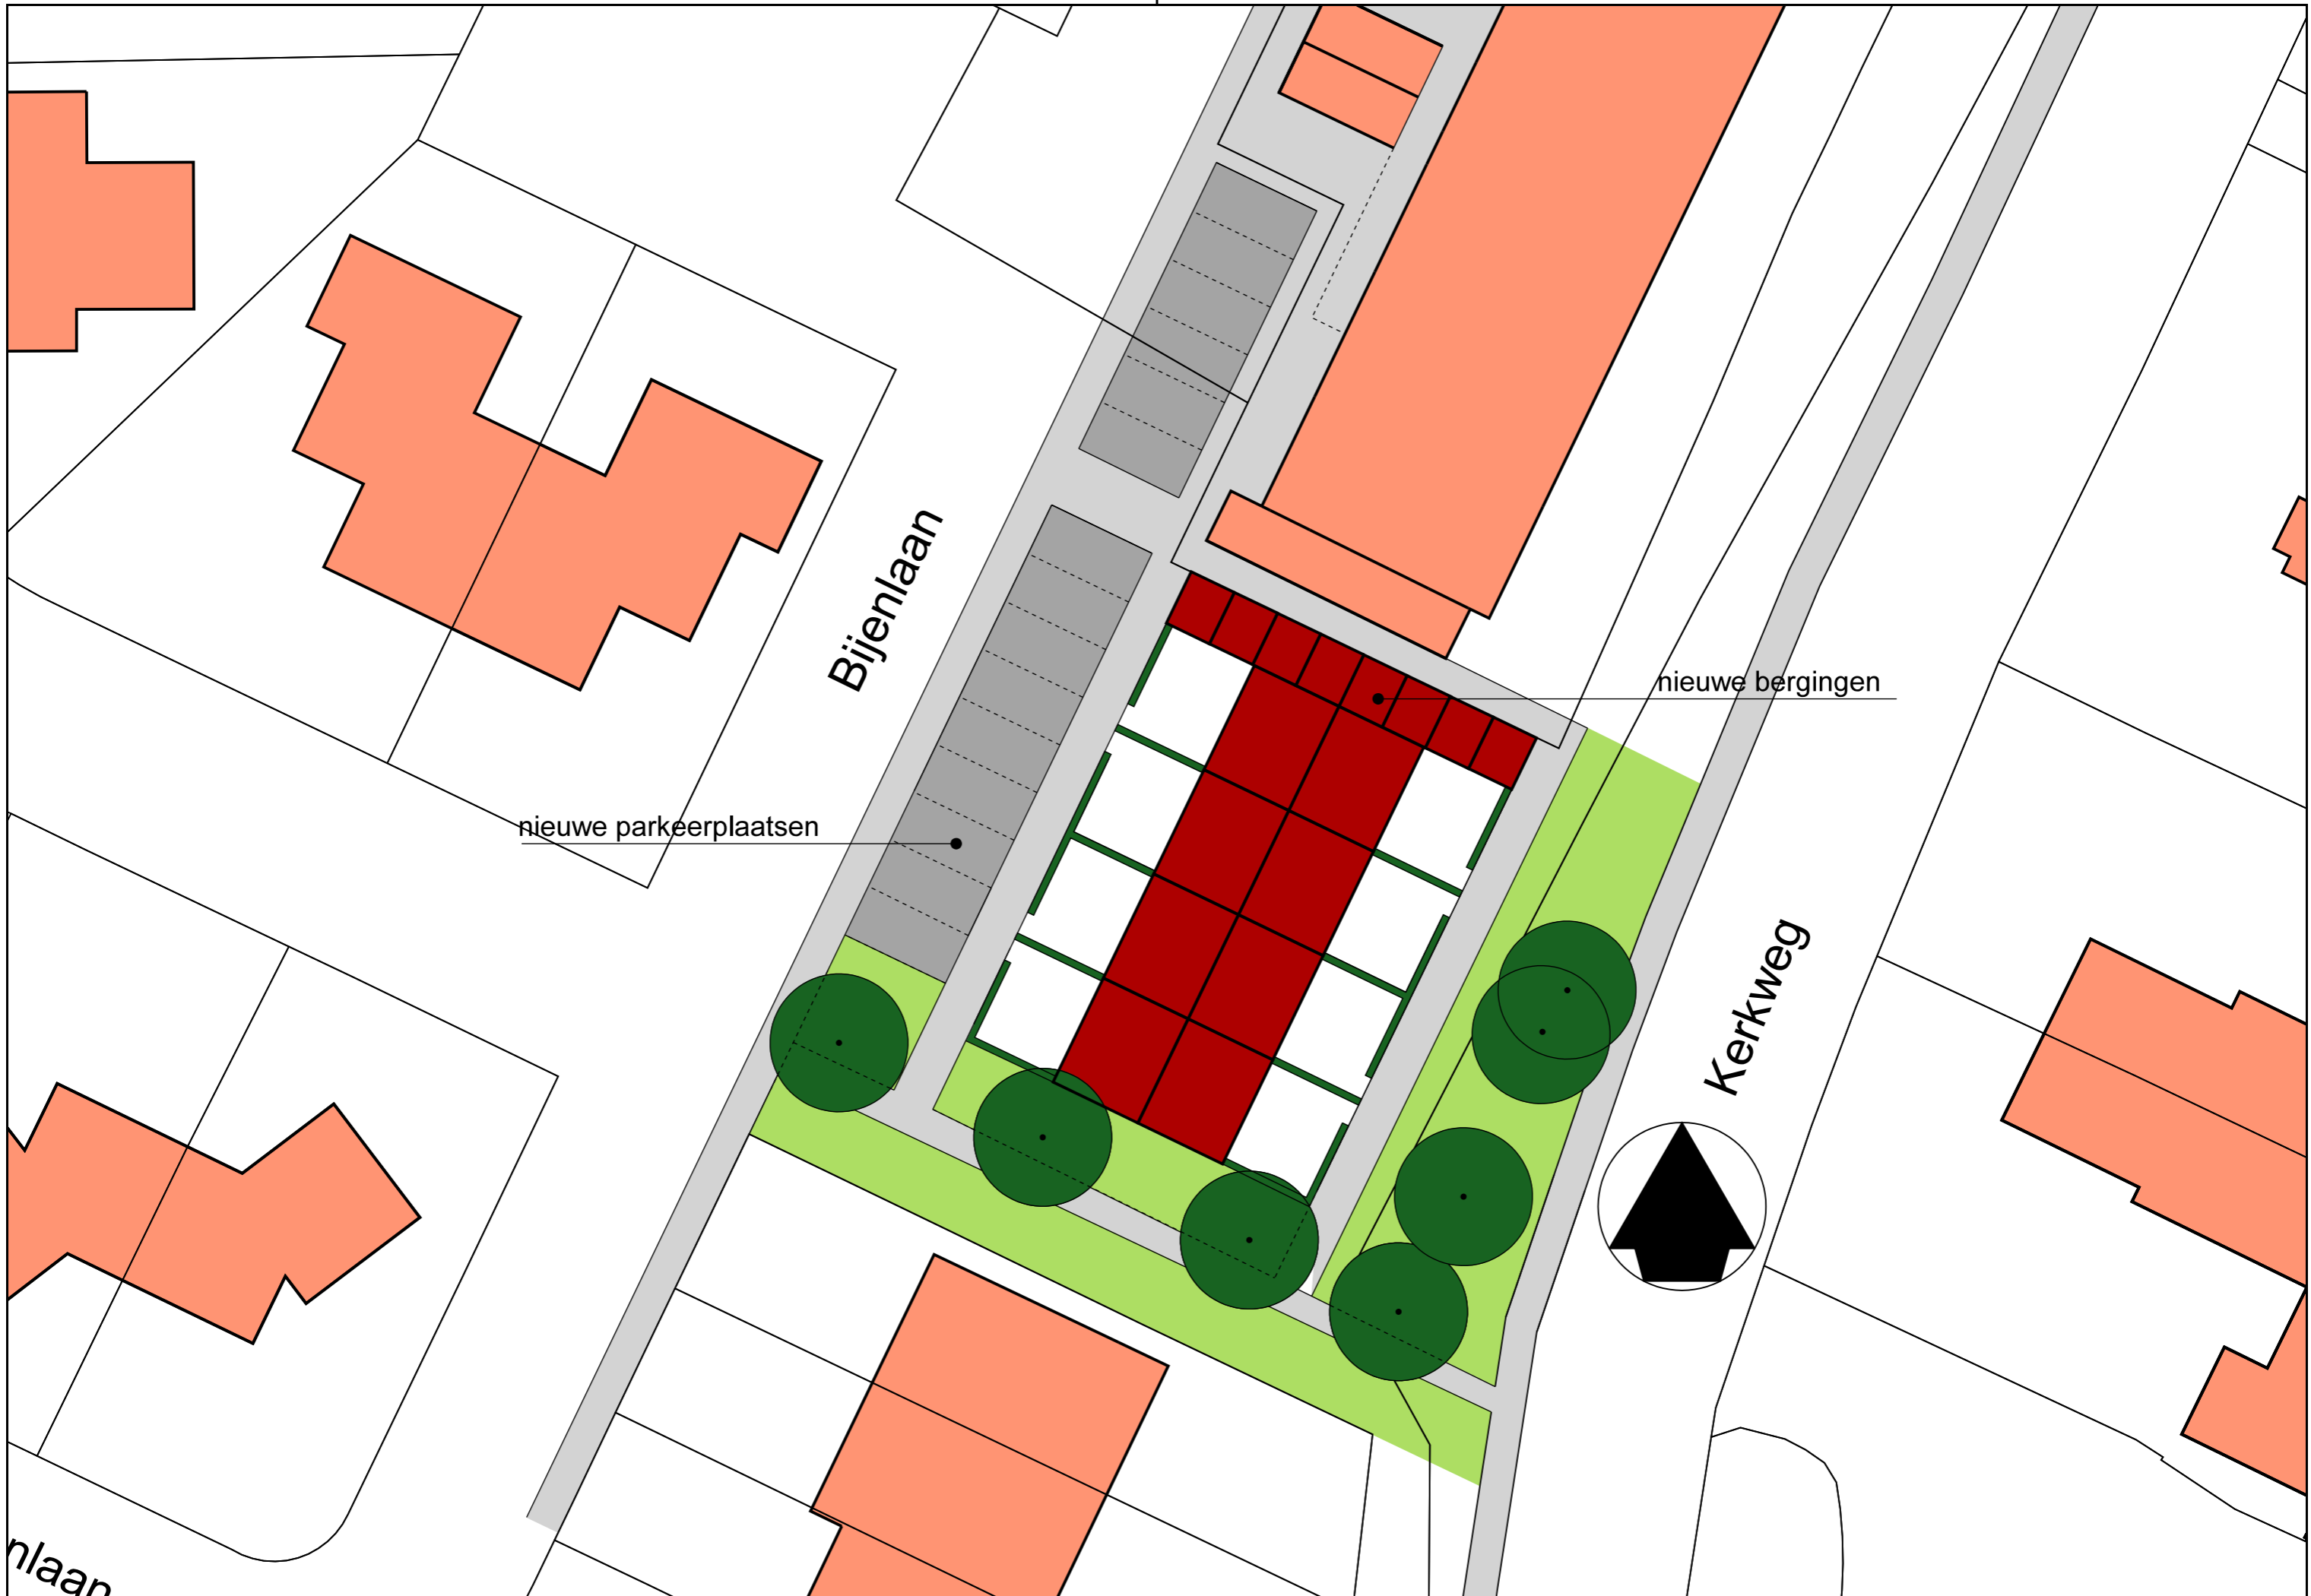 Bijenlaan
nieuwe bergingen
nieuwe parkeerplaatsen
Kerkweg
nlaan